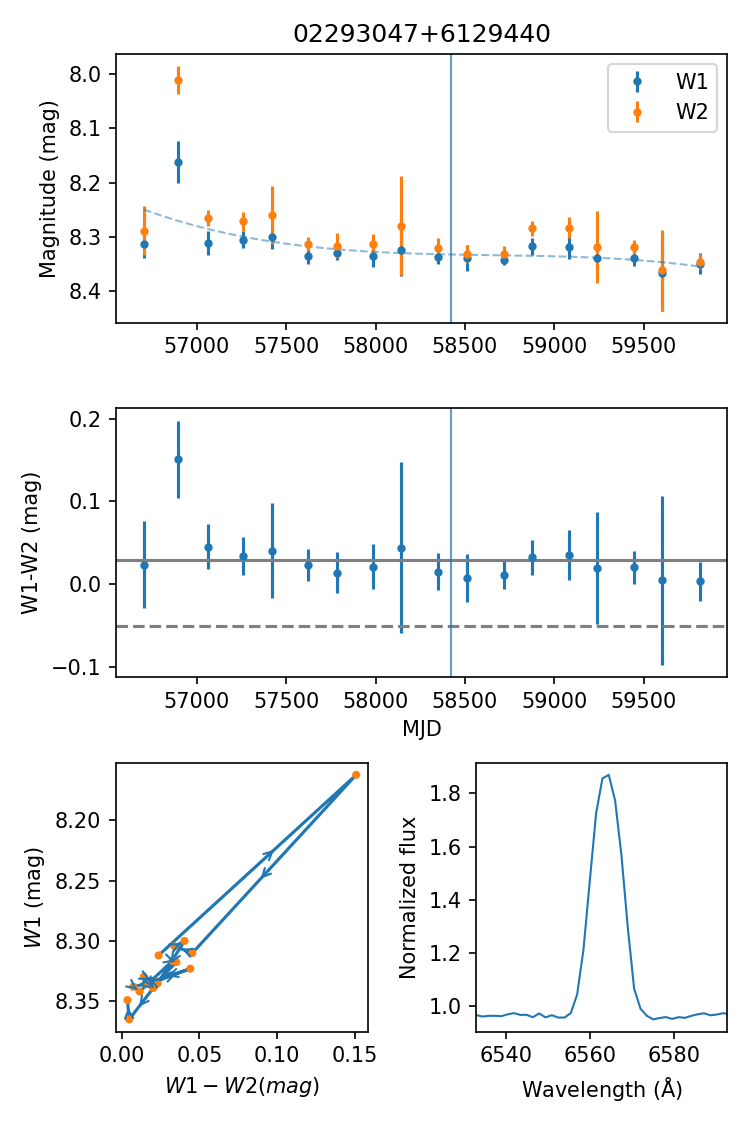 02293047+6129440
Magnitude (mag)
8.0
8.1
8.2
8.3
8.4
W1
W2
57000 57500 58000 58500 59000 59500
W1-W2 (mag)
0.2
0.1
0.0
−0.1
57000 57500 58000 58500 59000 59500
MJD
W1 (mag)
8.20
8.25
8.30
8.35
0.00 0.05 0.10 0.15
W1 − W2(mag)
Normalized flux
1.8
1.6
1.4
1.2
1.0
6540 6560 6580
Wavelength (Å)